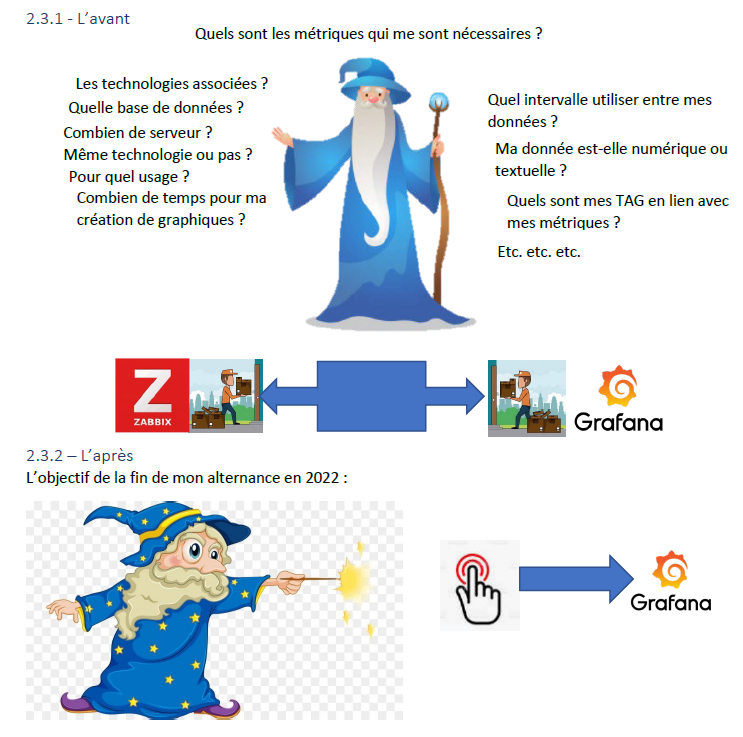 2.3.1 - L'avant
Quels sont les métriques qui me sont nécessaires ?
Les technologies associées ?
Quelle base de données ?
Combien de serveur ?
Même technologie ou pas ?
Pour quel usage ?
Combien de temps pour ma
création de graphiques ?
Quel intervalle utiliser entre mes
données ?
Ma donnée est-elle numérique ou
textuelle ?
Quels sont mes TAG en lien avec
mes métriques ?
Etc. etc. etc.
Z
ZABBIX
Grafana
2.3.2 – L'après
L'objectif de la fin de mon alternance en 2022 :
Grafana